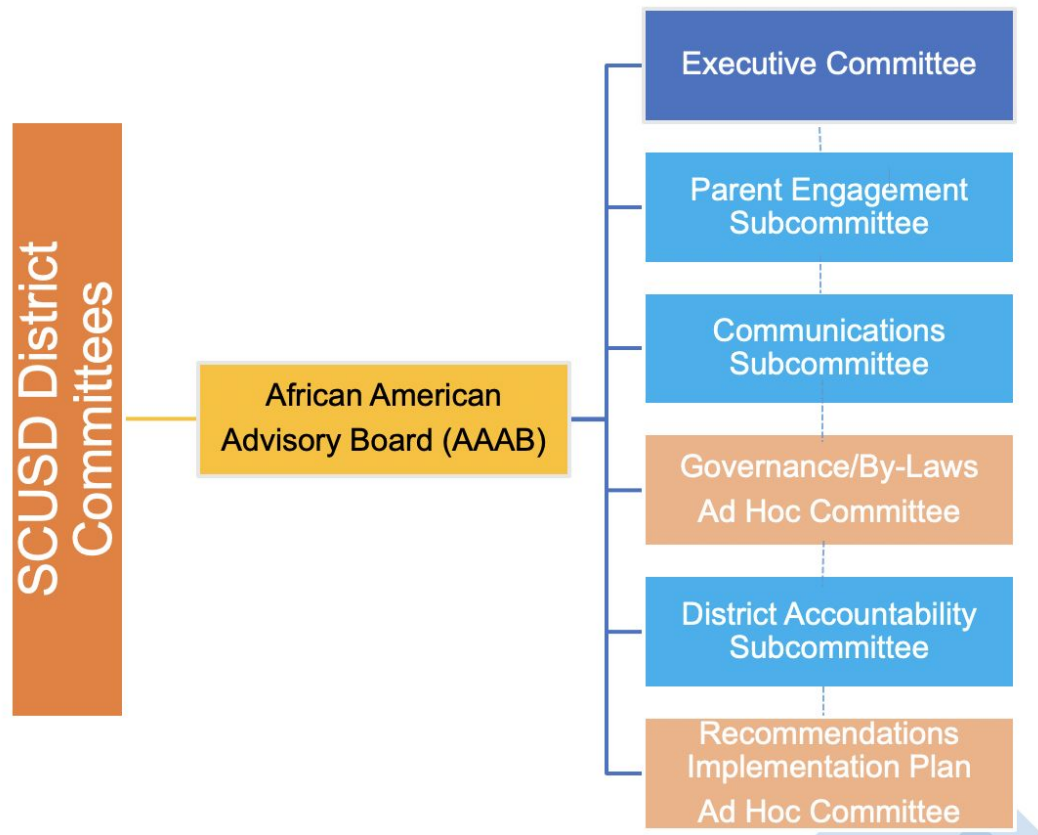 SCUSD District
Committees
African American
Advisory Board (AAAB)
Executive Committee
Parent Engagement
Subcommittee
Communications
Subcommittee
Governance/By-Laws
Ad Hoc Committee
District Accountability
Subcommittee
Recommendations
Implementation Plan
Ad Hoc Committee